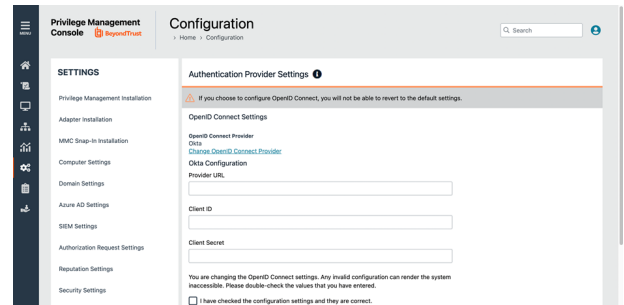 MENU
Privilege Management
Console BeyondTrust
Configuration
> Home > Configuration
Search
SETTINGS
Privilege Management Installation
Adapter Installation
MMC Snap-In Installation
Computer Settings
Domain Settings
Azure AD Settings
SIEM Settings
Authorization Request Settings
Reputation Settings
Security Settings
Authentication Provider Settings
If you choose to configure OpenID Connect, you will not be able to revert to the default settings.
OpenID Connect Settings
OpenID Connect Provider
Okta
Change OpenID Connect Provider
Okta Configuration
Provider URL
Client ID
Client Secret
You are changing the OpenID Connect settings. Any invalid configuration can render the system
inaccessible. Please double-check the values that you have entered.
I have checked the configuration settings and they are correct.